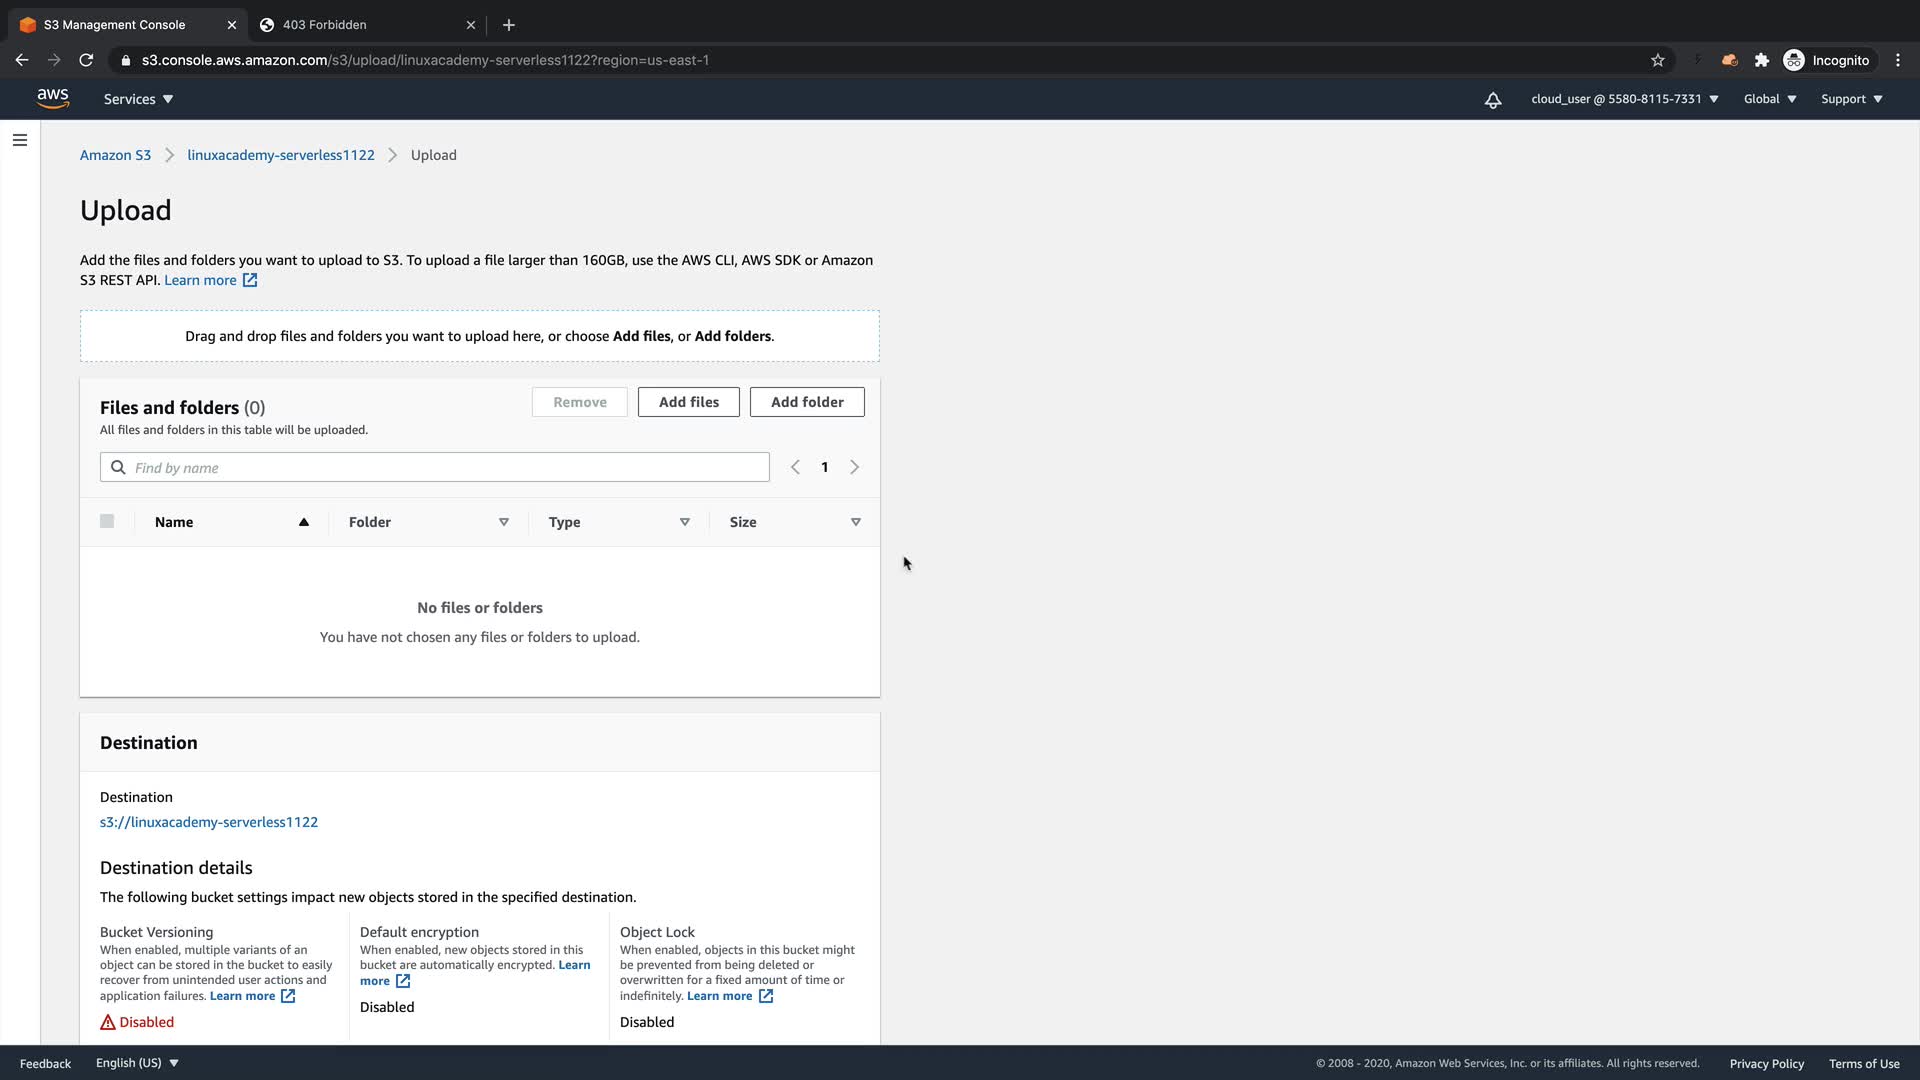 S3 Management Console
403 Forbidden
s3.console.aws.amazon.com/s3/upload/linuxacademy-serverless1122?region=us-east-1
Incognito
aws
Services
cloud_user @ 5580-8115-7331
Global
Support
Amazon S3 linuxacademy-serverless1122 Upload
Upload
Add the files and folders you want to upload to S3. To upload a file larger than 160GB, use the AWS CLI, AWS SDK or Amazon
S3 REST API. Learn more
Drag and drop files and folders you want to upload here, or choose Add files, or Add folders.
Files and folders (0)
All files and folders in this table will be uploaded.
Remove
Add files
Add folder
Find by name
1
Name Folder Type Size
No files or folders
You have not chosen any files or folders to upload.
Destination
Destination
s3://linuxacademy-serverless1122
Destination details
The following bucket settings impact new objects stored in the specified destination.
Bucket Versioning
When enabled, multiple variants of an
object can be stored in the bucket to easily
recover from unintended user actions and
application failures. Learn more
Disabled
Default encryption
When enabled, new objects stored in this
bucket are automatically encrypted. Learn
more
Disabled
Object Lock
When enabled, objects in this bucket might
be prevented from being deleted or
overwritten for a fixed amount of time or
indefinitely. Learn more
Disabled
Feedback
English (US)
© 2008 - 2020, Amazon Web Services, Inc. or its affiliates. All rights reserved.
Privacy Policy
Terms of Use